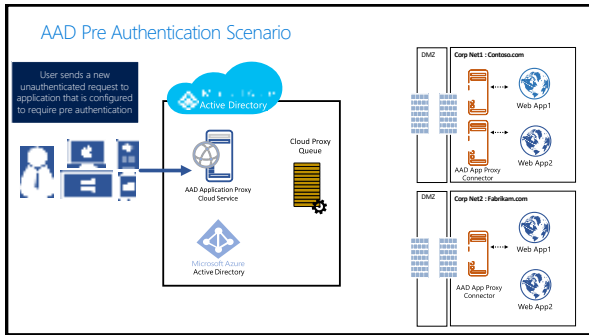 AAD Pre Authentication Scenario
User sends a new
unauthenticated request to
application that is configured
to require pre authentication
Active Directory
AAD Application Proxy
Cloud Service
Cloud Proxy
Queue
Microsoft Azure
Active Directory
DMZ
Corp Net1 : Contoso.com
Web App1
Web App2
AAD App Proxy
Connector
DMZ
Corp Net2 : Fabrikam.com
Web App1
AAD App Proxy
Connector
Web App2